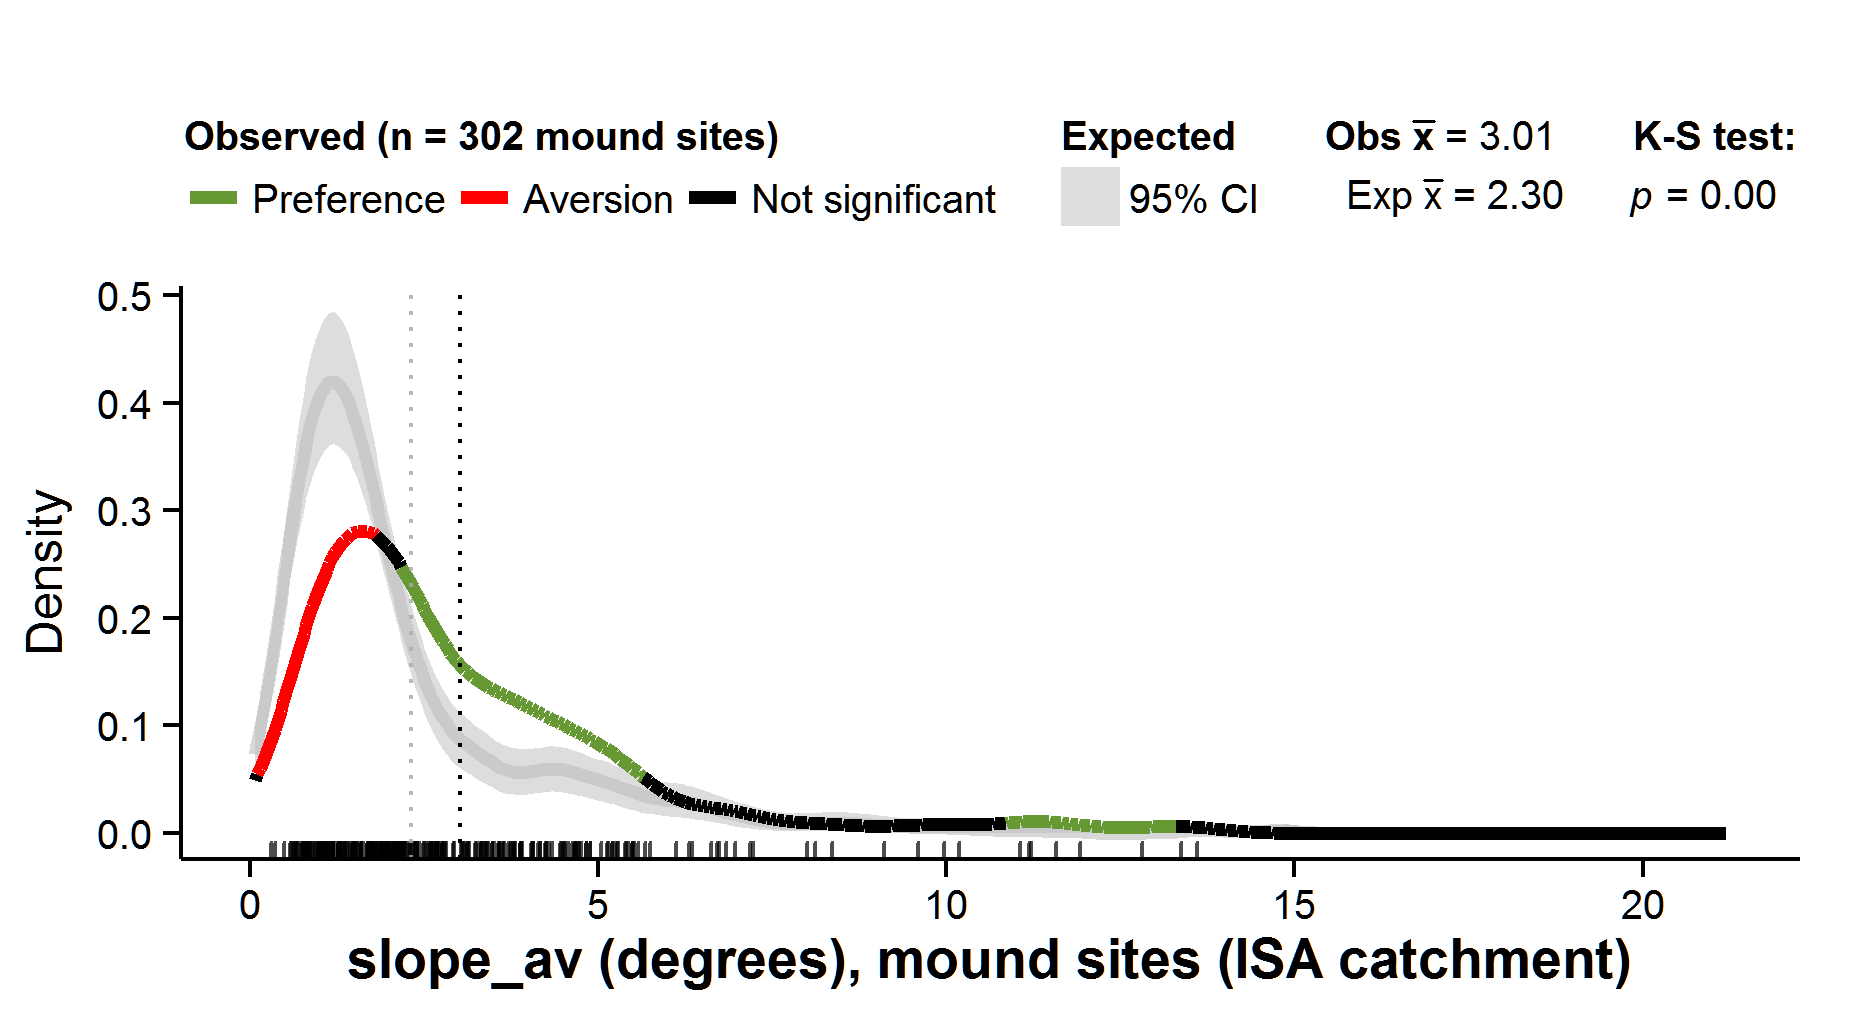 Observed (n = 302 mound sites) Expected Obs x̅ = 3.01 K-S test:
Preference Aversion Not significant 95% CI Exp x̅ = 2.30 p = 0.00
0.5
0.4
0.3
0.2
0.1
0.0
Density
0 5 10 15 20
slope_av (degrees), mound sites (ISA catchment)